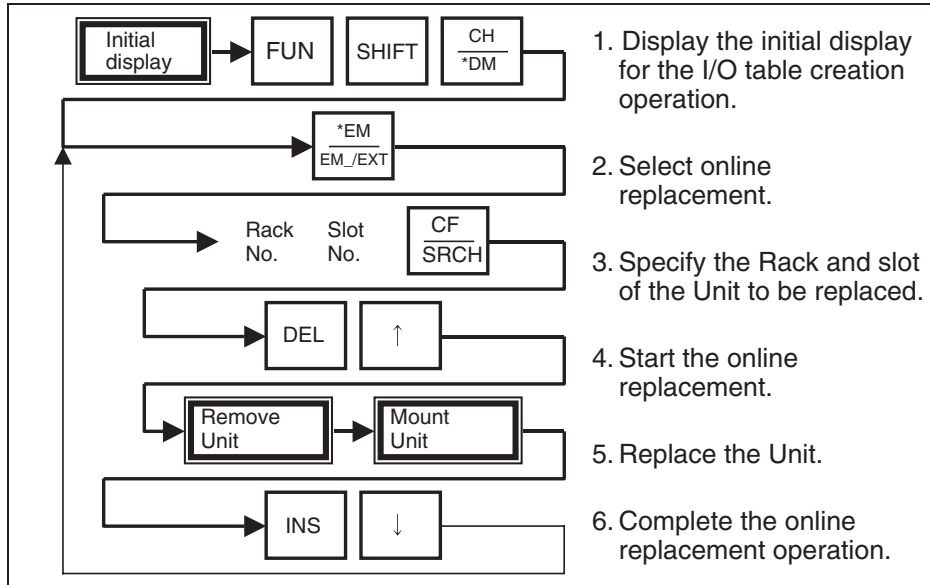 Initial
display
FUN
SHIFT
CH
*DM
1. Display the initial display
for the I/O table creation
operation.
*EM
EM_/EXT
2. Select online
replacement.
Rack
No.
Slot
No.
CF
SRCH
3. Specify the Rack and slot
of the Unit to be replaced.
DEL
↑
4. Start the online
replacement.
Remove
Unit
Mount
Unit
5. Replace the Unit.
INS
↓
6. Complete the online
replacement operation.